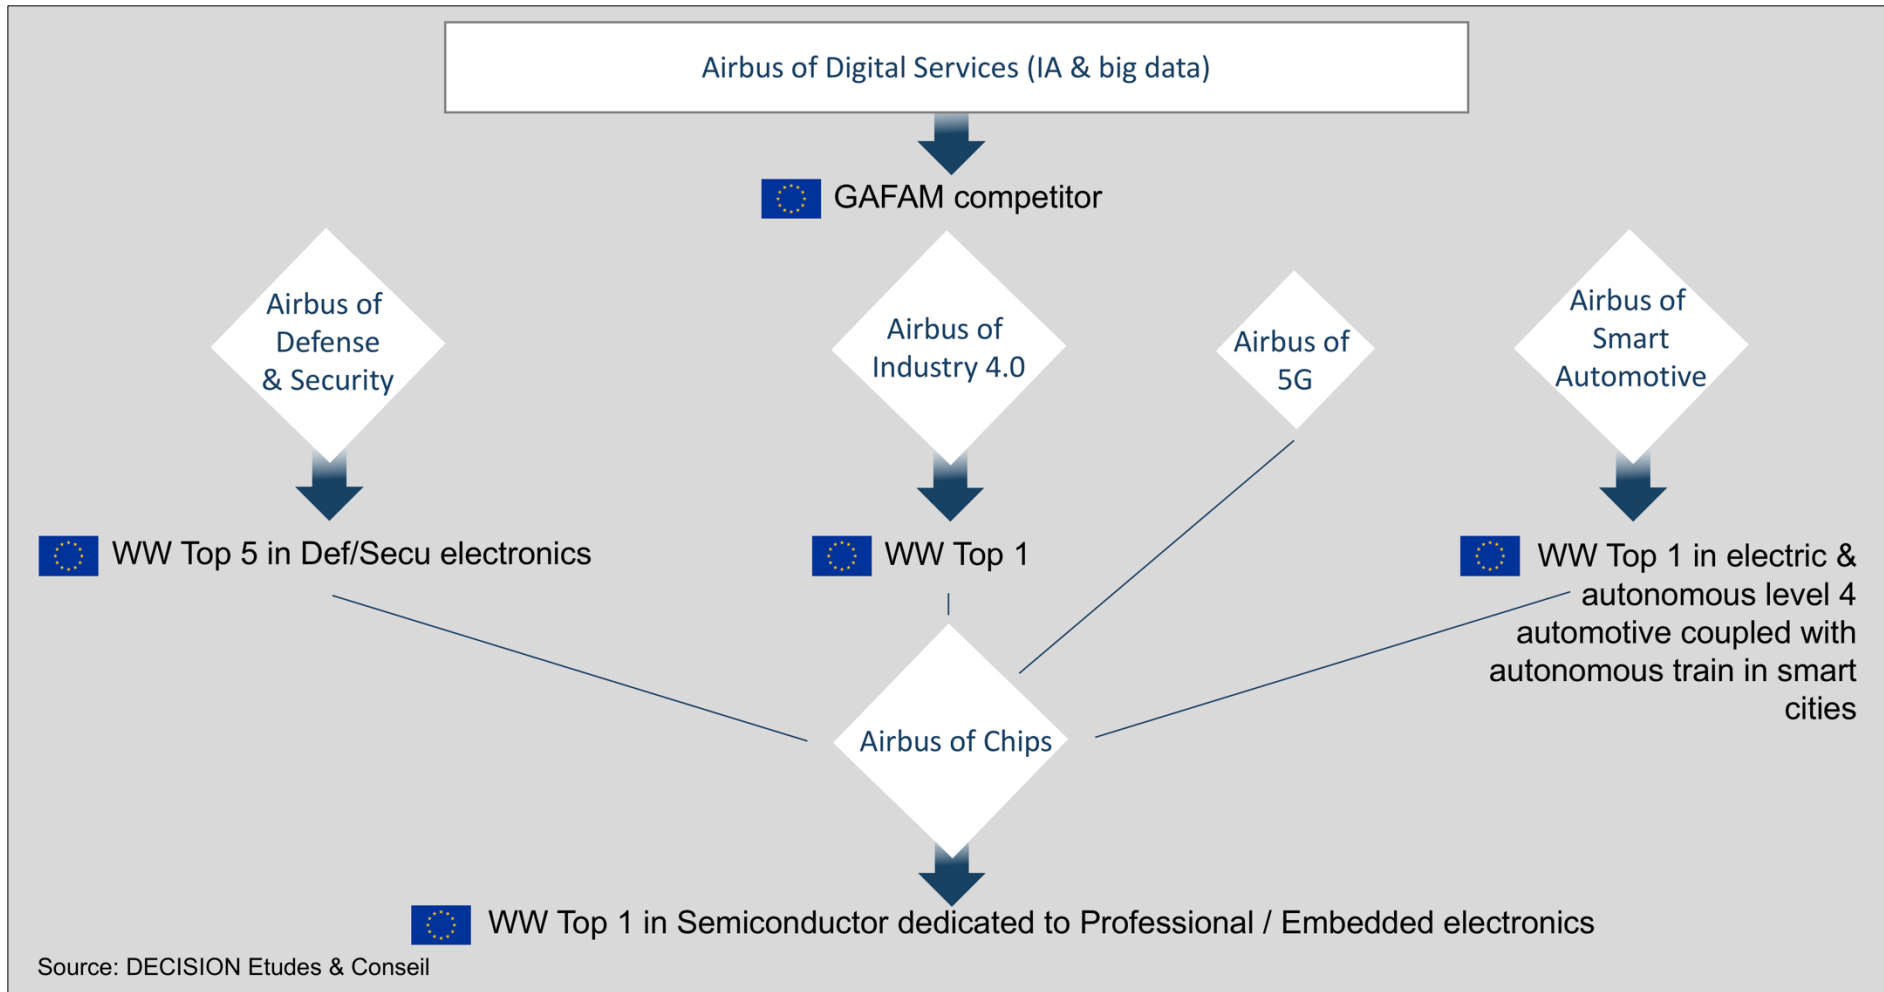 Airbus of Digital Services (IA & big data)
GAFAM competitor
Airbus of
Defense
& Security
Airbus of
Industry 4.0
Airbus of
5G
Airbus of
Smart
Automotive
WW Top 5 in Def/Secu electronics
WW Top 1
WW Top 1 in electric &
autonomous level 4
automotive coupled with
autonomous train in smart
cities
Airbus of Chips
WW Top 1 in Semiconductor dedicated to Professional / Embedded electronics
Source: DECISION Etudes & Conseil